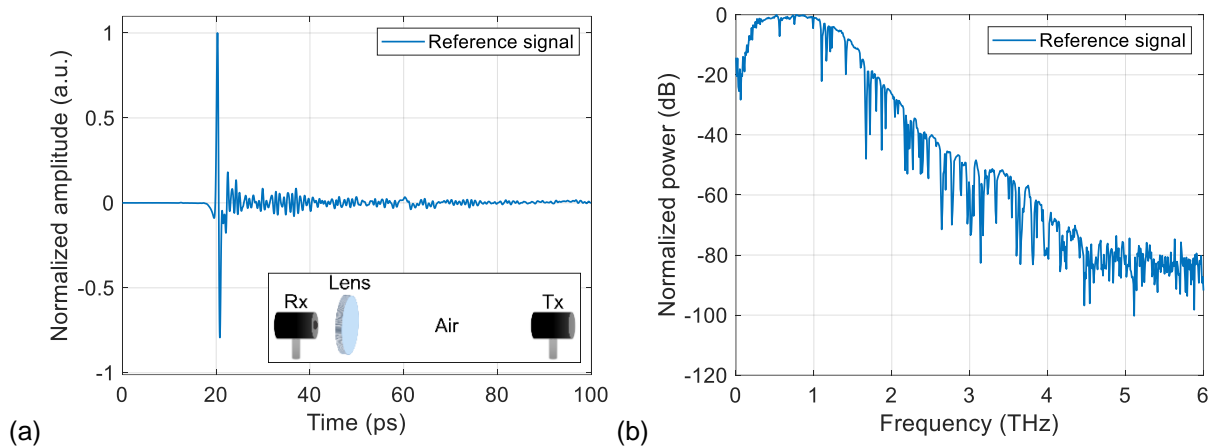 (a)
Normalized amplitude (a.u.)
1
0.5
0
-0.5
-1
0 20 40 60 80 100
Time (ps)
Reference signal
Rx
Lens
Air
Tx
(b)
Normalized power (dB)
0
-20
-40
-60
-80
-100
-120
0 1 2 3 4 5 6
Frequency (THz)
Reference signal